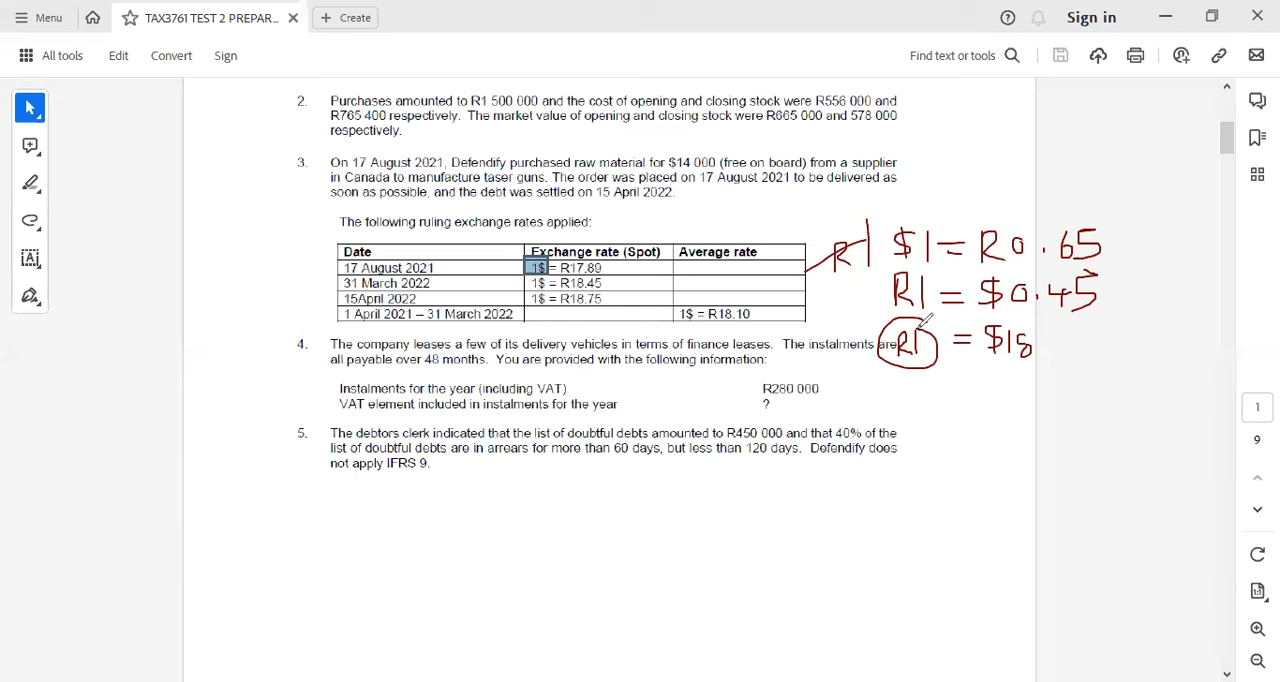 Menu
TAX3761 TEST 2 PREPAR...
Create
Sign in
All tools
Edit
Convert
Sign
Find text or tools
2. Purchases amounted to R1 500 000 and the cost of opening and closing stock were R556 000 and
R765 400 respectively. The market value of opening and closing stock were R665 000 and 578 000
respectively.
3. On 17 August 2021, Defendify purchased raw material for $14 000 (free on board) from a supplier
in Canada to manufacture taser guns. The order was placed on 17 August 2021 to be delivered as
soon as possible, and the debt was settled on 15 April 2022.
The following ruling exchange rates applied:
Date Exchange rate (Spot) Average rate
17 August 2021 1$ = R17.89
31 March 2022 1$ = R18.45
15April 2022 1$ = R18.75
1 April 2021 – 31 March 2022 1$ = R18.10
R1 $1 = R0.65
R1 = $0.45
R1 = $18
4. The company leases a few of its delivery vehicles in terms of finance leases. The instalments are
all payable over 48 months. You are provided with the following information:
Instalments for the year (including VAT) R280 000
VAT element included in instalments for the year ?
5. The debtors clerk indicated that the list of doubtful debts amounted to R450 000 and that 40% of the
list of doubtful debts are in arrears for more than 60 days, but less than 120 days. Defendify does
not apply IFRS 9.
1
9